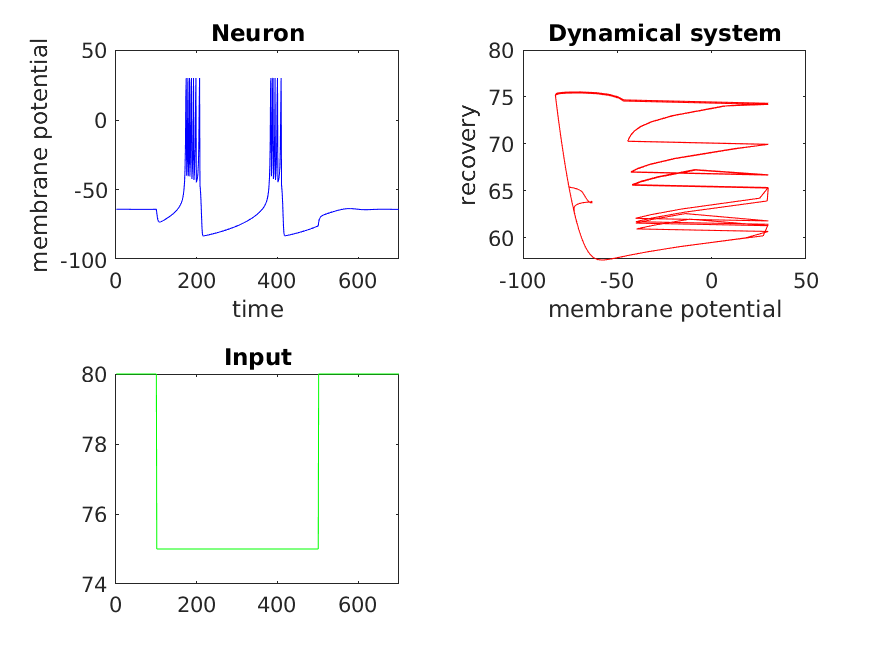 Neuron
50
0
-50
-100
membrane potential
0 200 400 600
time
Dynamical system
80
75
70
65
60
recovery
-100 -50 0 50
membrane potential
Input
80
78
76
74
0 200 400 600